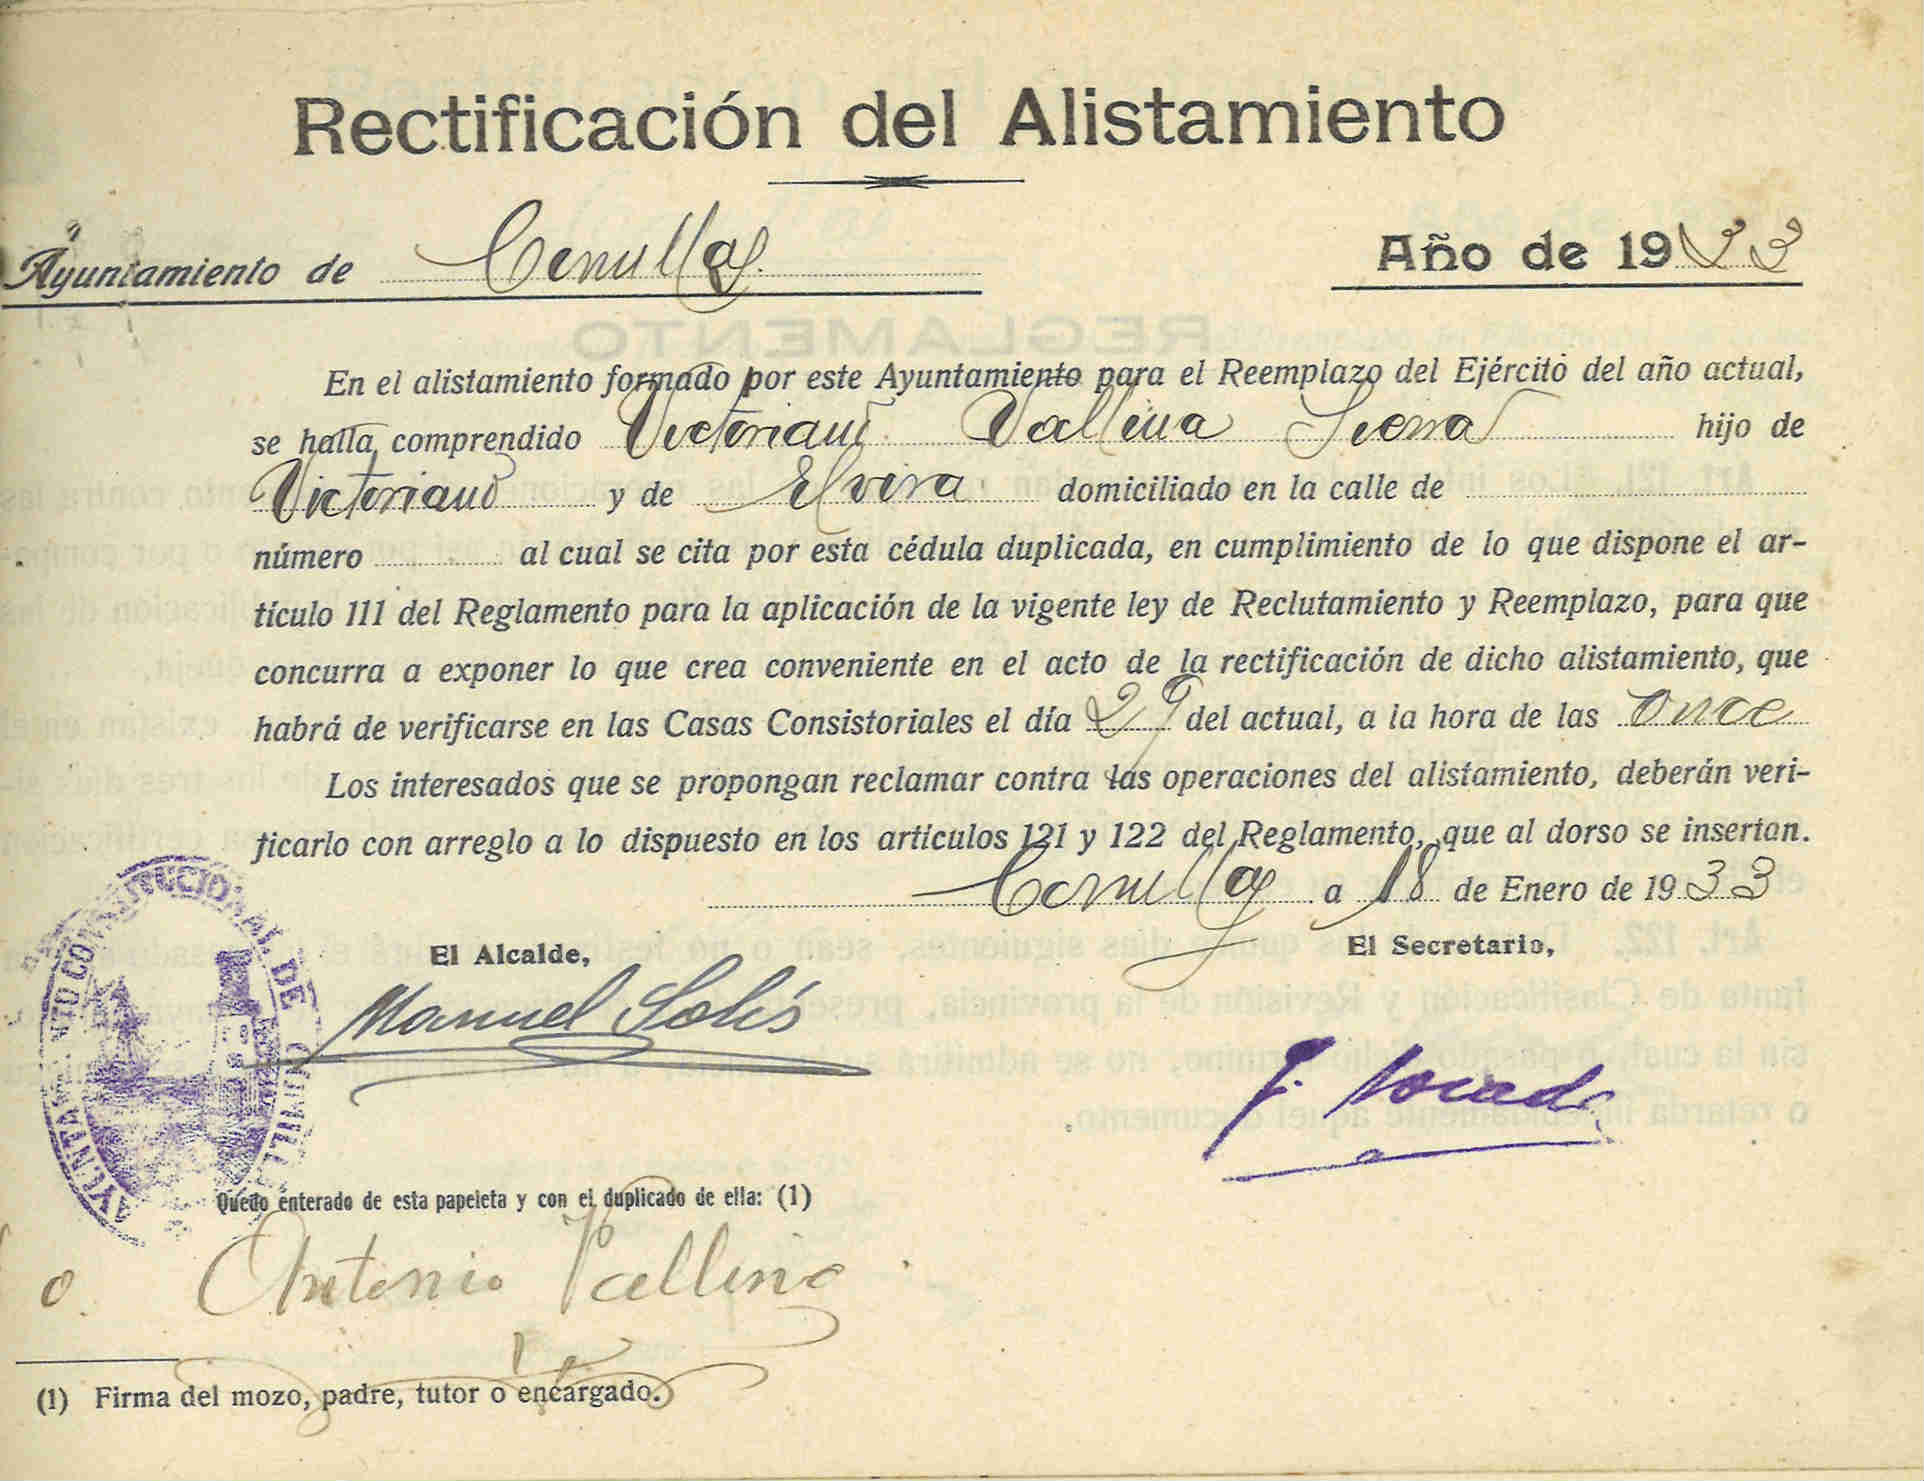 Rectificación del Alistamiento
Ayuntamiento de Comillas. Año de 1933
REGLAMENTO
En el alistamiento formado por este Ayuntamiento para el Reemplazo del Ejército del año actual,
se halla comprendido Victoriano Vallina Sierra hijo de
Victoriano y de Elvira domiciliado en la calle de
número al cual se cita por esta cédula duplicada, en cumplimiento de lo que dispone el ar-
tículo 111 del Reglamento para la aplicación de la vigente ley de Reclutamiento y Reemplazo, para que
concurra a exponer lo que crea conveniente en el acto de la rectificación de dicho alistamiento, que
habrá de verificarse en las Casas Consistoriales el día 29 del actual, a la hora de las once
Los interesados que se propongan reclamar contra las operaciones del alistamiento, deberán veri-
ficarlo con arreglo a lo dispuesto en los artículos 121 y 122 del Reglamento, que al dorso se insertan.
Comillas a 18 de Enero de 1933
El Alcalde, El Secretario,
Manuel Solís
AYUNTAMIENTO CONSTITUCIONAL DE COMILLAS
Quedo enterado de esta papeleta y con el duplicado de ella: (1)
o. Antonio Vallina
(1) Firma del mozo, padre, tutor o encargado.